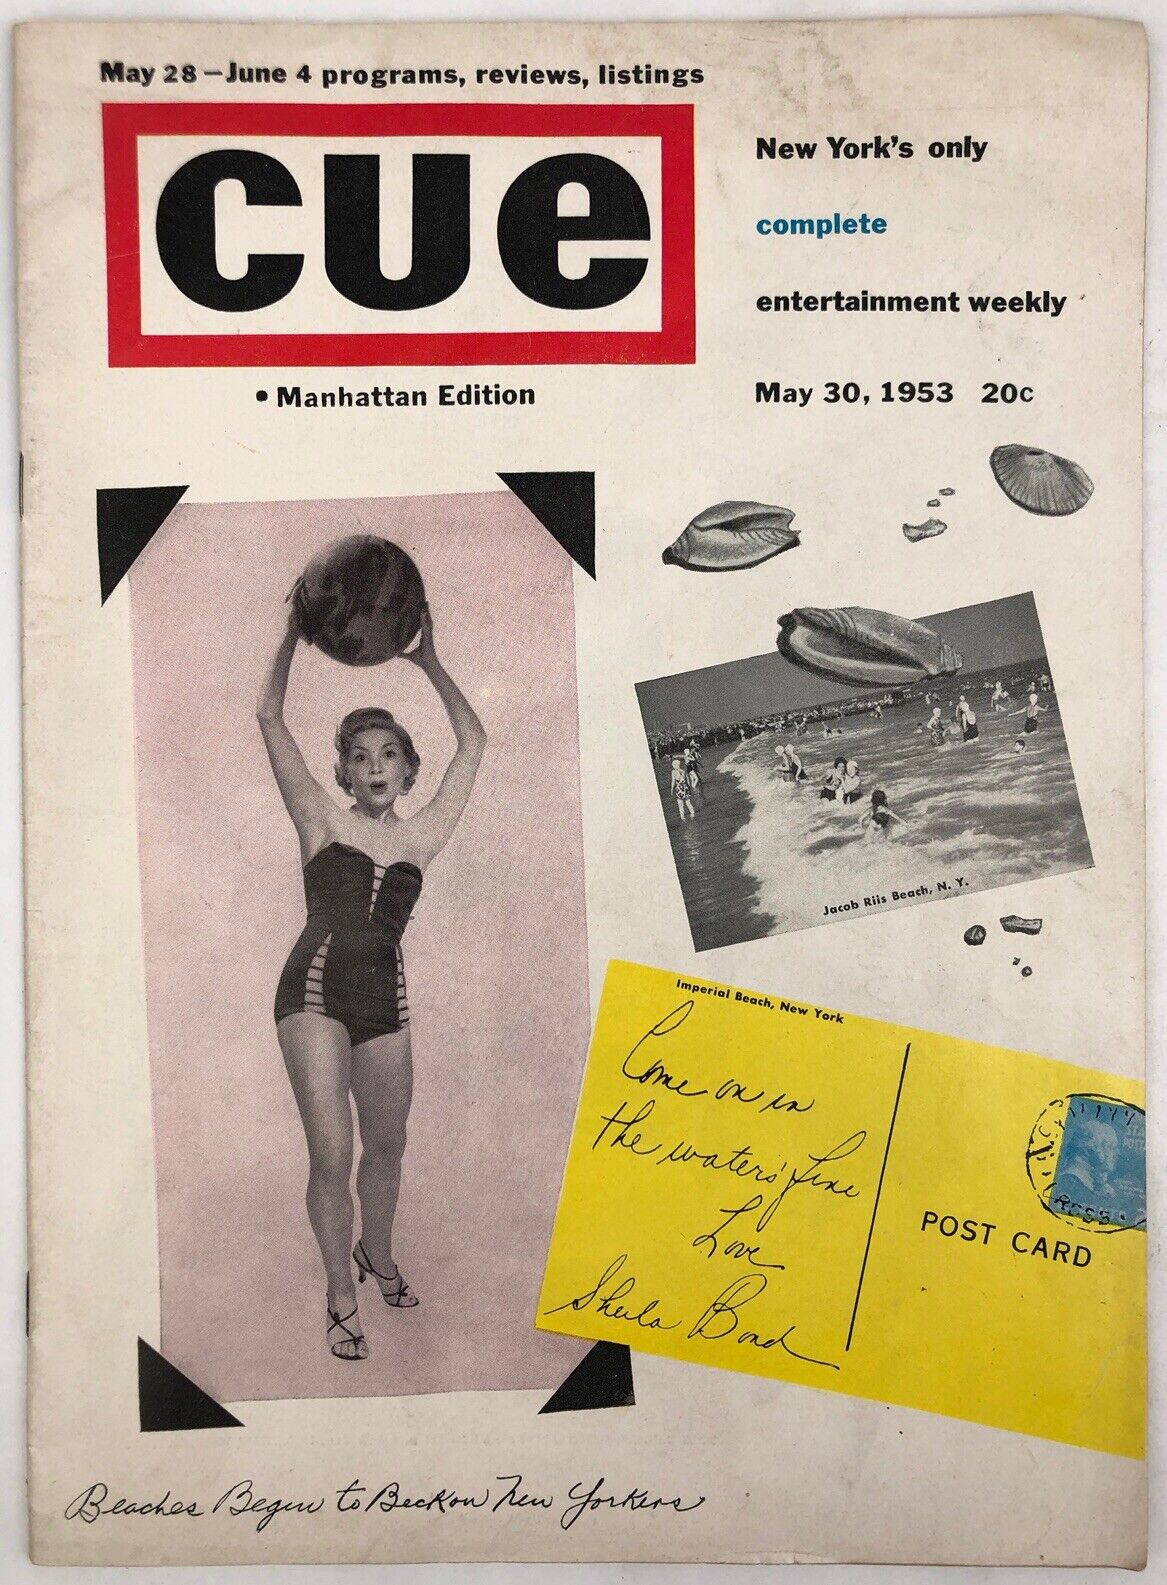 May 28–June 4 programs, reviews, listings
cue
• Manhattan Edition
New York's only
complete
entertainment weekly
May 30, 1953 20c
Jacob Riis Beach, N. Y.
Imperial Beach, New York
Come on in
the waters' fine
Love
Sheila Bond
POST CARD
Beaches Begin to Beckon New Yorkers